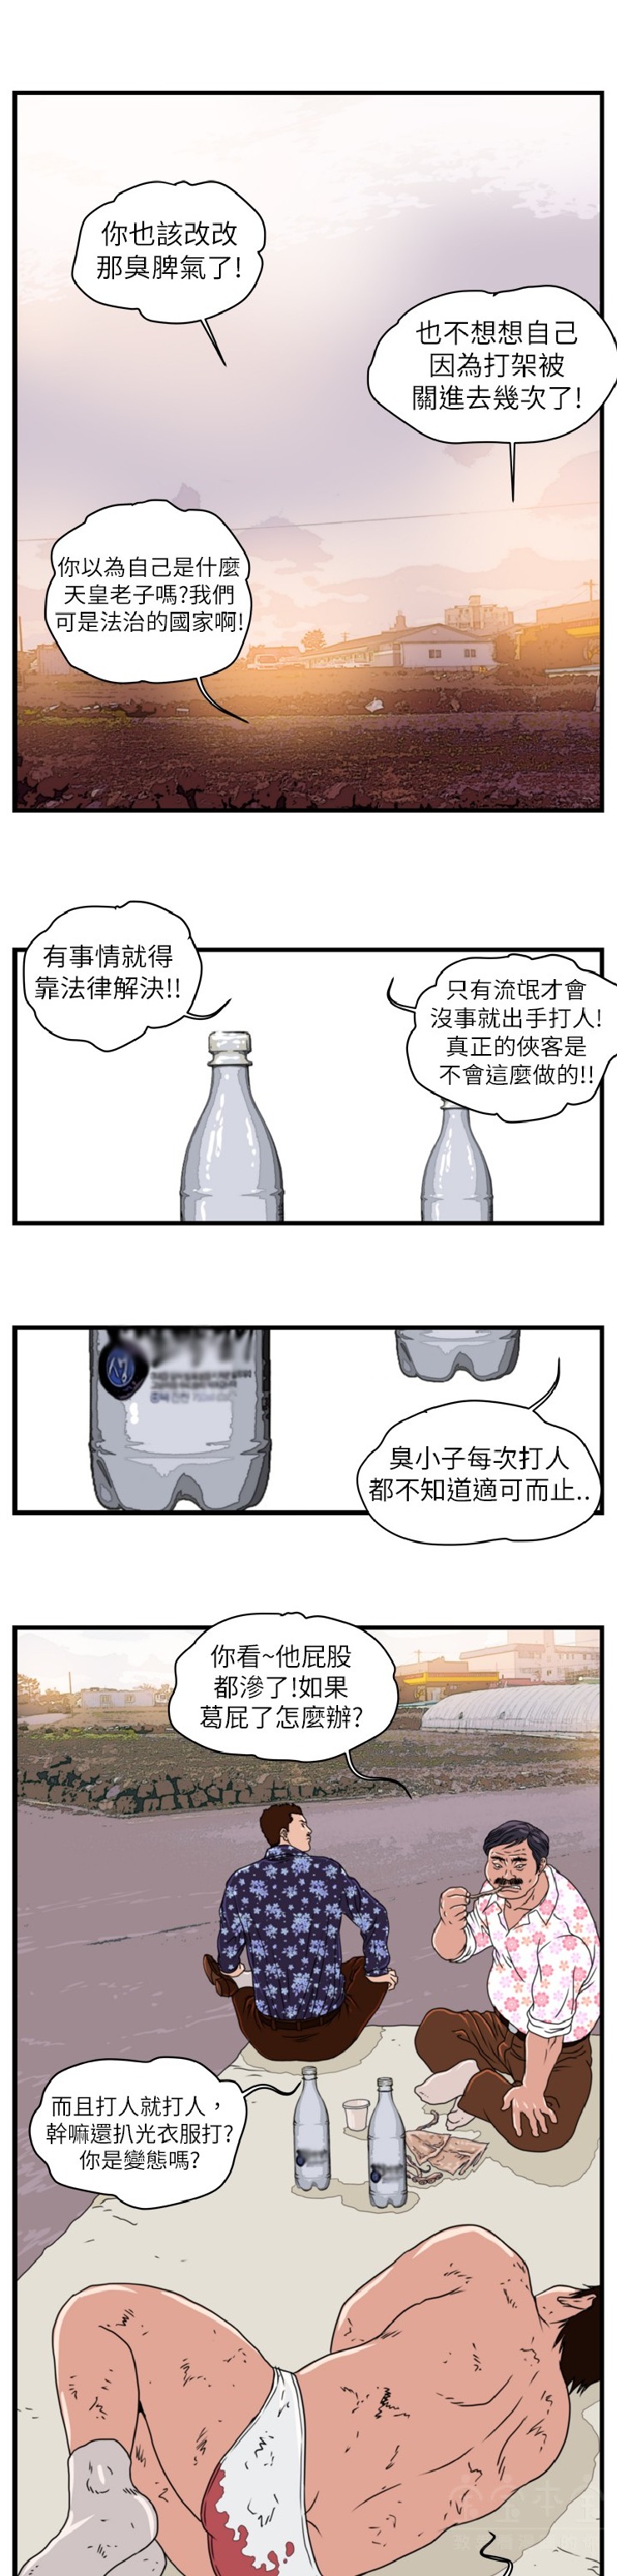 你也該改改
那臭脾氣了!
也不想想自己
因為打架被
關進去幾次了!
你以為自己是什麼
天皇老子嗎?我們
可是法治的國家啊!
有事情就得
靠法律解決!!
只有流氓才會
沒事就出手打人!
真正的俠客是
不會這麼做的!!
臭小子每次打人
都不知道適可而止..
你看~他屁股
都滲了!如果
葛屁了怎麼辦?
而且打人就打人，
幹嘛還扒光衣服打?
你是變態嗎?